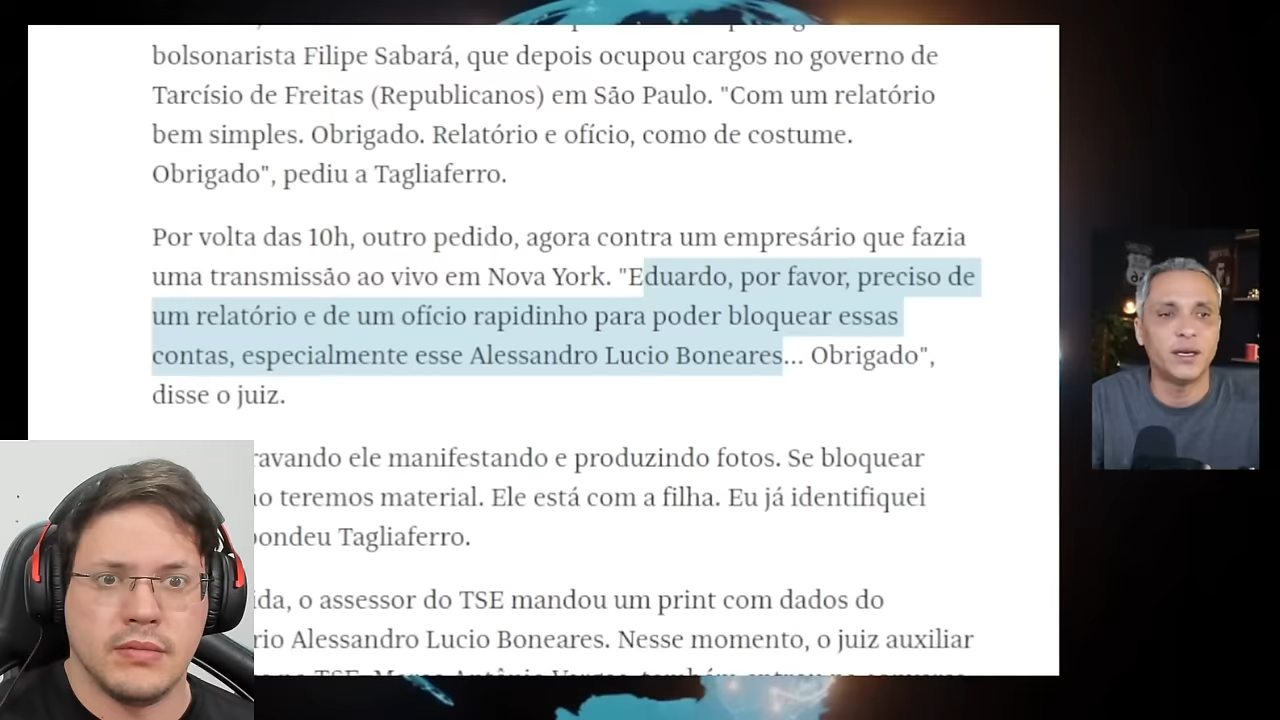 bolsonarista Filipe Sabará, que depois ocupou cargos no governo de
Tarcísio de Freitas (Republicanos) em São Paulo. "Com um relatório
bem simples. Obrigado. Relatório e ofício, como de costume.
Obrigado", pediu a Tagliaferro.
Por volta das 10h, outro pedido, agora contra um empresário que fazia
uma transmissão ao vivo em Nova York. "Eduardo, por favor, preciso de
um relatório e de um ofício rapidinho para poder bloquear essas
contas, especialmente esse Alessandro Lucio Boneares... Obrigado",
disse o juiz.
ravando ele manifestando e produzindo fotos. Se bloquear
o teremos material. Ele está com a filha. Eu já identifiquei
ondeu Tagliaferro.
ida, o assessor do TSE mandou um print com dados do
rio Alessandro Lucio Boneares. Nesse momento, o juiz auxiliar